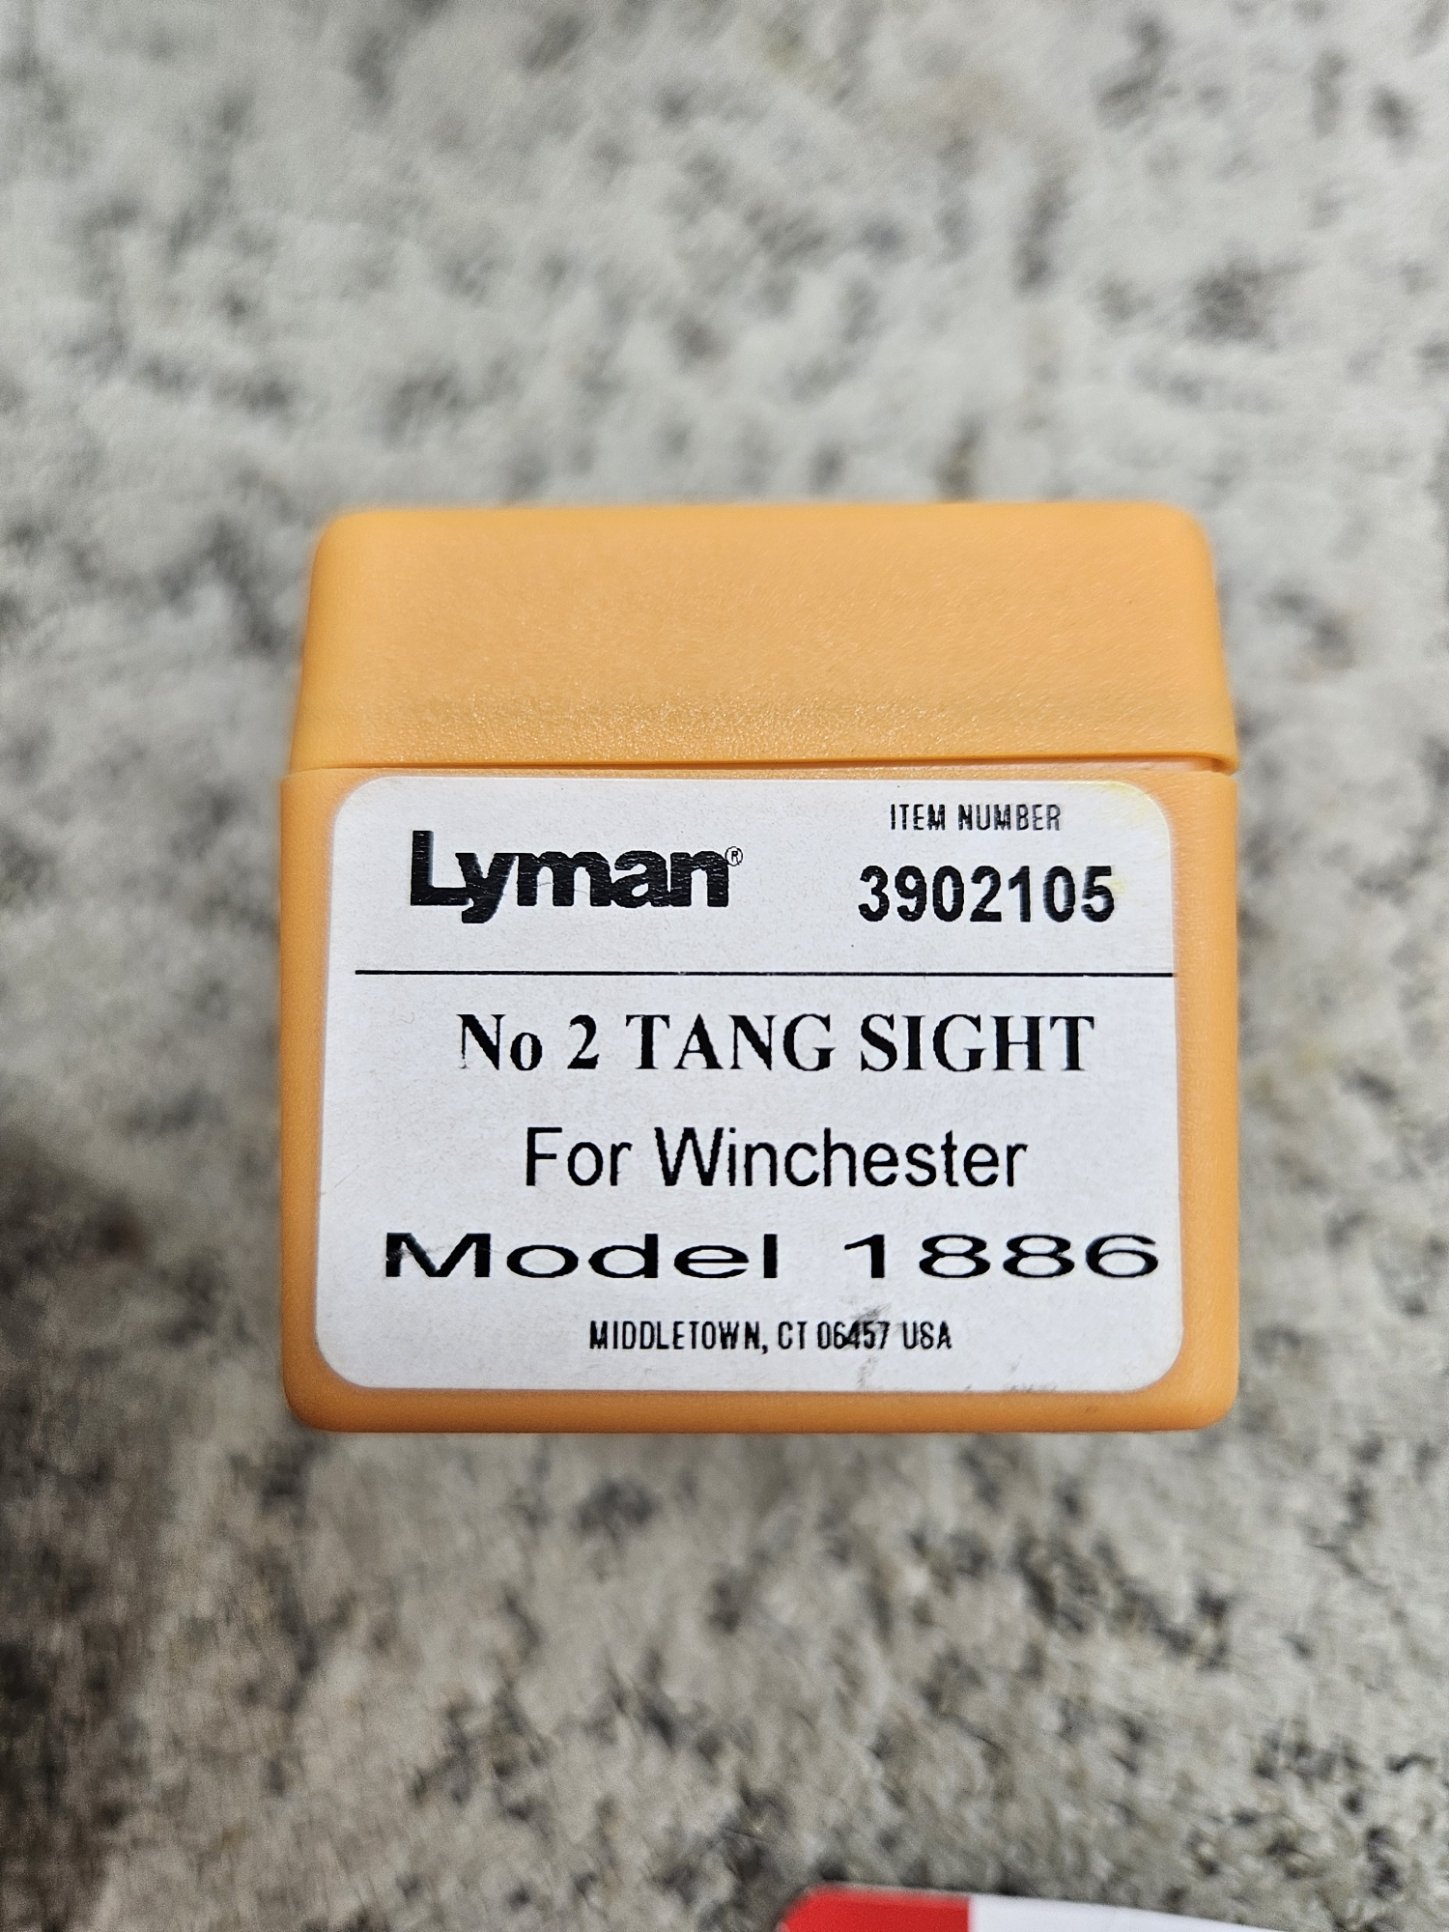 ITEM NUMBER
Lyman® 3902105
No 2 TANG SIGHT
For Winchester
Model 1886
MIDDLETOWN, CT 06457 USA